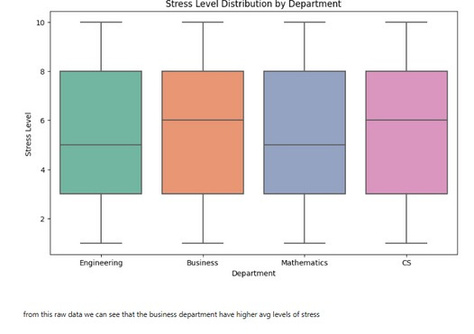 Stress Level Distribution by Department
10
8
6
4
2
Stress Level
Engineering Business Mathematics CS
Department
from this raw data we can see that the business department have higher avg levels of stress